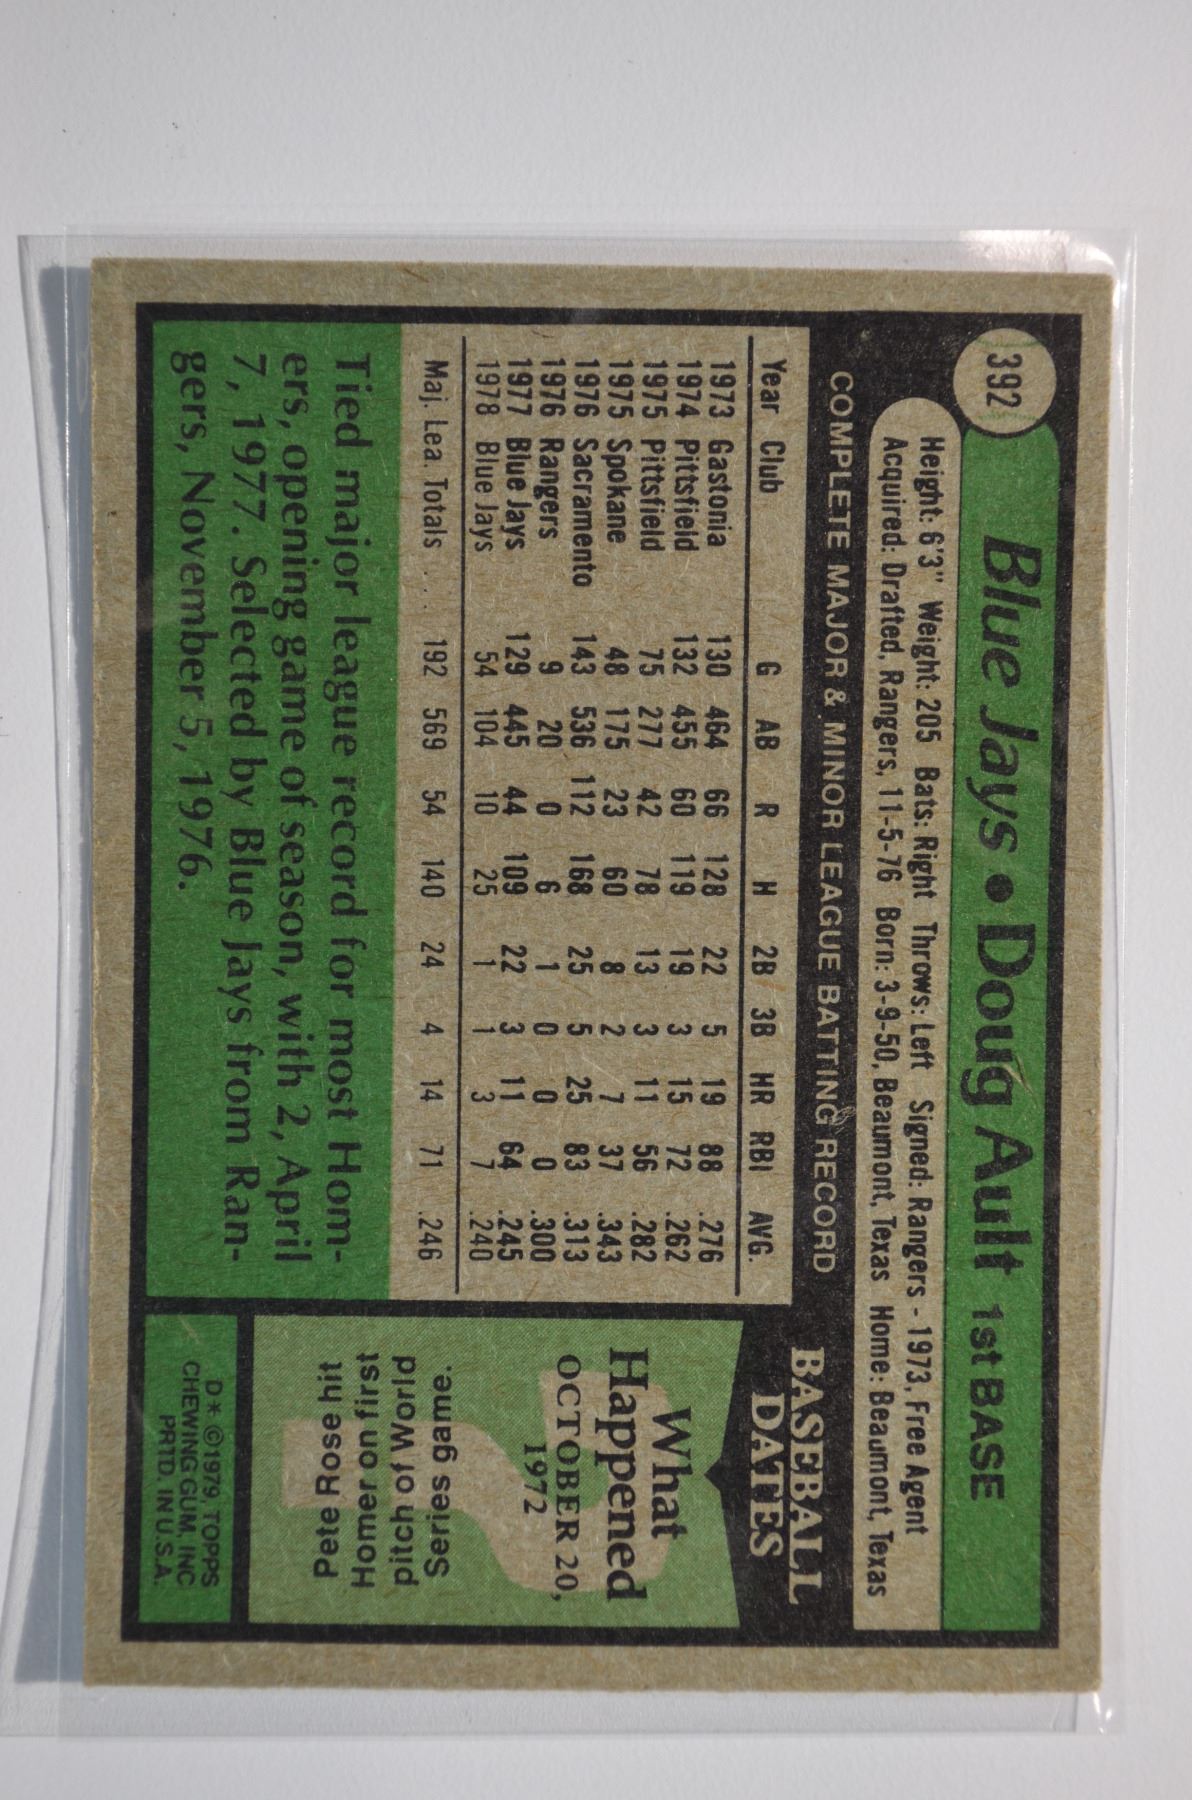 392
Blue Jays • Doug Ault 1st BASE
Height: 6'3" Weight: 205 Bats: Right Throws: Left Signed: Rangers - 1973, Free Agent
Acquired: Drafted, Rangers, 11-5-76 Born: 3-9-50, Beaumont, Texas Home: Beaumont, Texas
COMPLETE MAJOR & MINOR LEAGUE BATTING RECORD
Year Club G AB R H 2B 3B HR RBI AVG.
1973 Gastonia 130 464 66 128 22 5 19 88 .276
1974 Pittsfield 132 455 60 119 19 3 15 72 .262
1975 Pittsfield 75 277 42 78 13 3 11 56 .282
1975 Spokane 48 175 23 60 8 2 7 37 .343
1976 Sacramento 143 536 112 168 25 5 25 83 .313
1976 Rangers 9 20 0 6 1 0 0 0 .300
1977 Blue Jays 129 445 44 109 22 3 11 64 .245
1978 Blue Jays 54 104 10 25 1 1 3 7 .240
Maj. Lea. Totals . . . 192 569 54 140 24 4 14 71 .246
Tied major league record for most Hom-
ers, opening game of season, with 2, April
7, 1977. Selected by Blue Jays from Ran-
gers, November 5, 1976.
BASEBALL
DATES
What
Happened
OCTOBER 20,
1972
Pete Rose hit
Homer on first
pitch of World
Series game.
D* ©1979, TOPPS
CHEWING GUM, INC
PRTD. IN U.S.A.